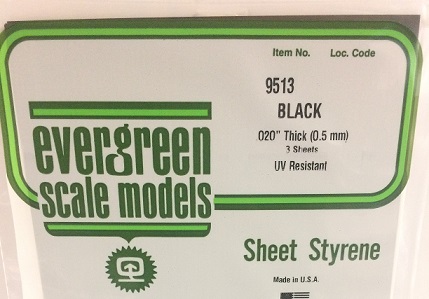 Item No. Loc. Code
9513
BLACK
.020" Thick (0.5 mm)
3 Sheets
UV Resistant
evergreen
scale models
Sheet Styrene
Made in U.S.A.